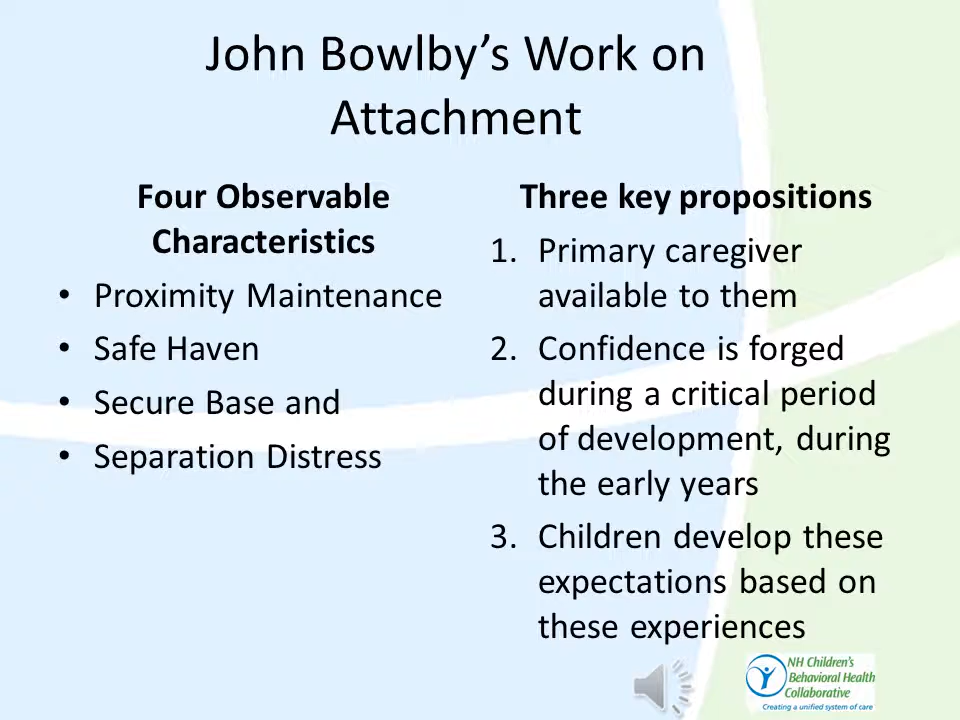 John Bowlby’s Work on
Attachment
Four Observable
Characteristics
• Proximity Maintenance
• Safe Haven
• Secure Base and
• Separation Distress
Three key propositions
1. Primary caregiver
available to them
2. Confidence is forged
during a critical period
of development, during
the early years
3. Children develop these
expectations based on
these experiences
NH Children's
Behavioral Health
Collaborative
Creating a unified system of care